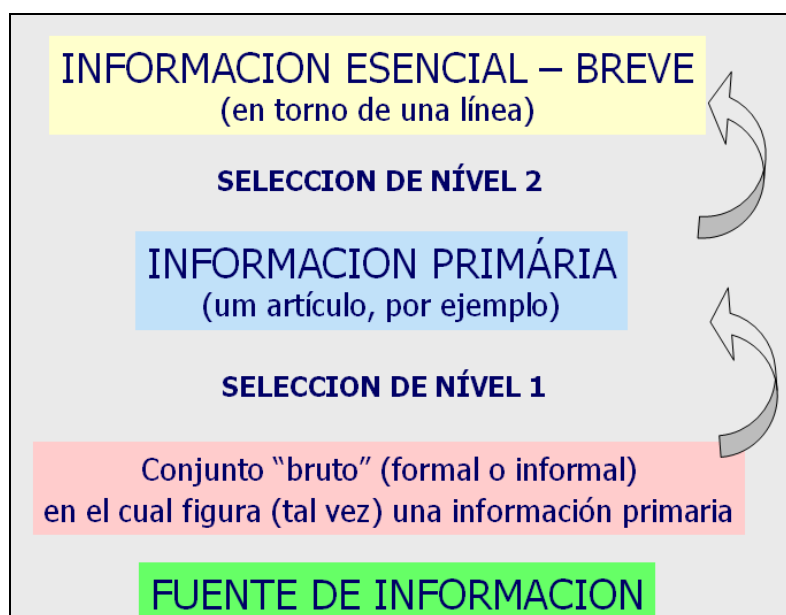 INFORMACION ESENCIAL – BREVE
(en torno de una línea)
SELECCION DE NÍVEL 2
INFORMACION PRIMÁRIA
(um artículo, por ejemplo)
SELECCION DE NÍVEL 1
Conjunto “bruto” (formal o informal)
en el cual figura (tal vez) una información primaria
FUENTE DE INFORMACION